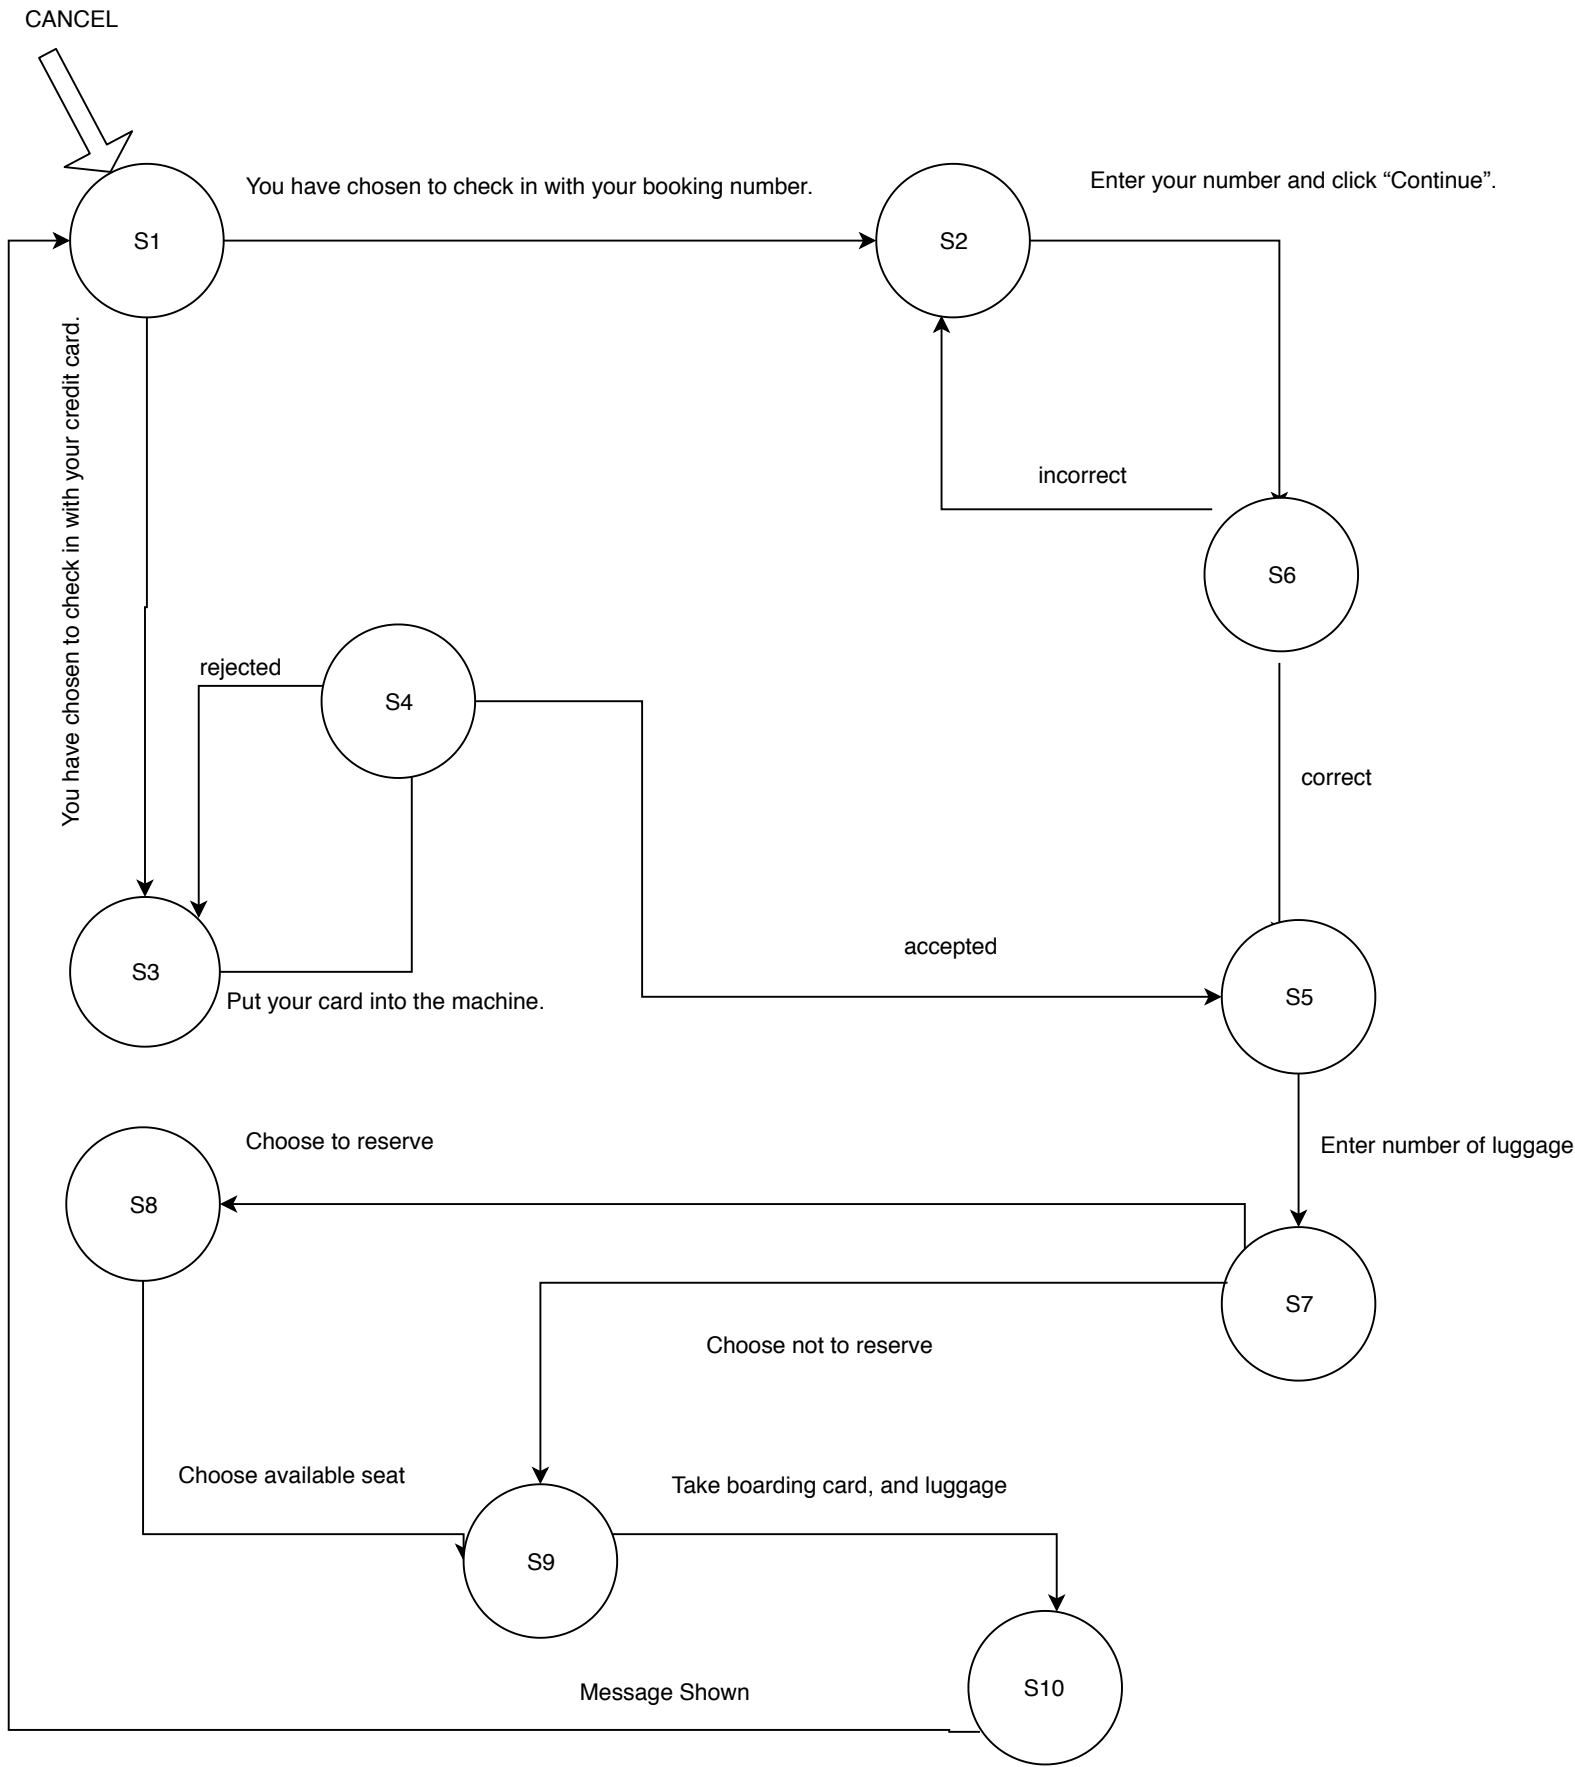 CANCEL
You have chosen to check in with your booking number.
Enter your number and click “Continue”.
S1
S2
You have chosen to check in with your credit card.
incorrect
S6
rejected
S4
correct
accepted
S3
Put your card into the machine.
S5
Choose to reserve
Enter number of luggage
S8
S7
Choose not to reserve
Choose available seat
Take boarding card, and luggage
S9
S10
Message Shown